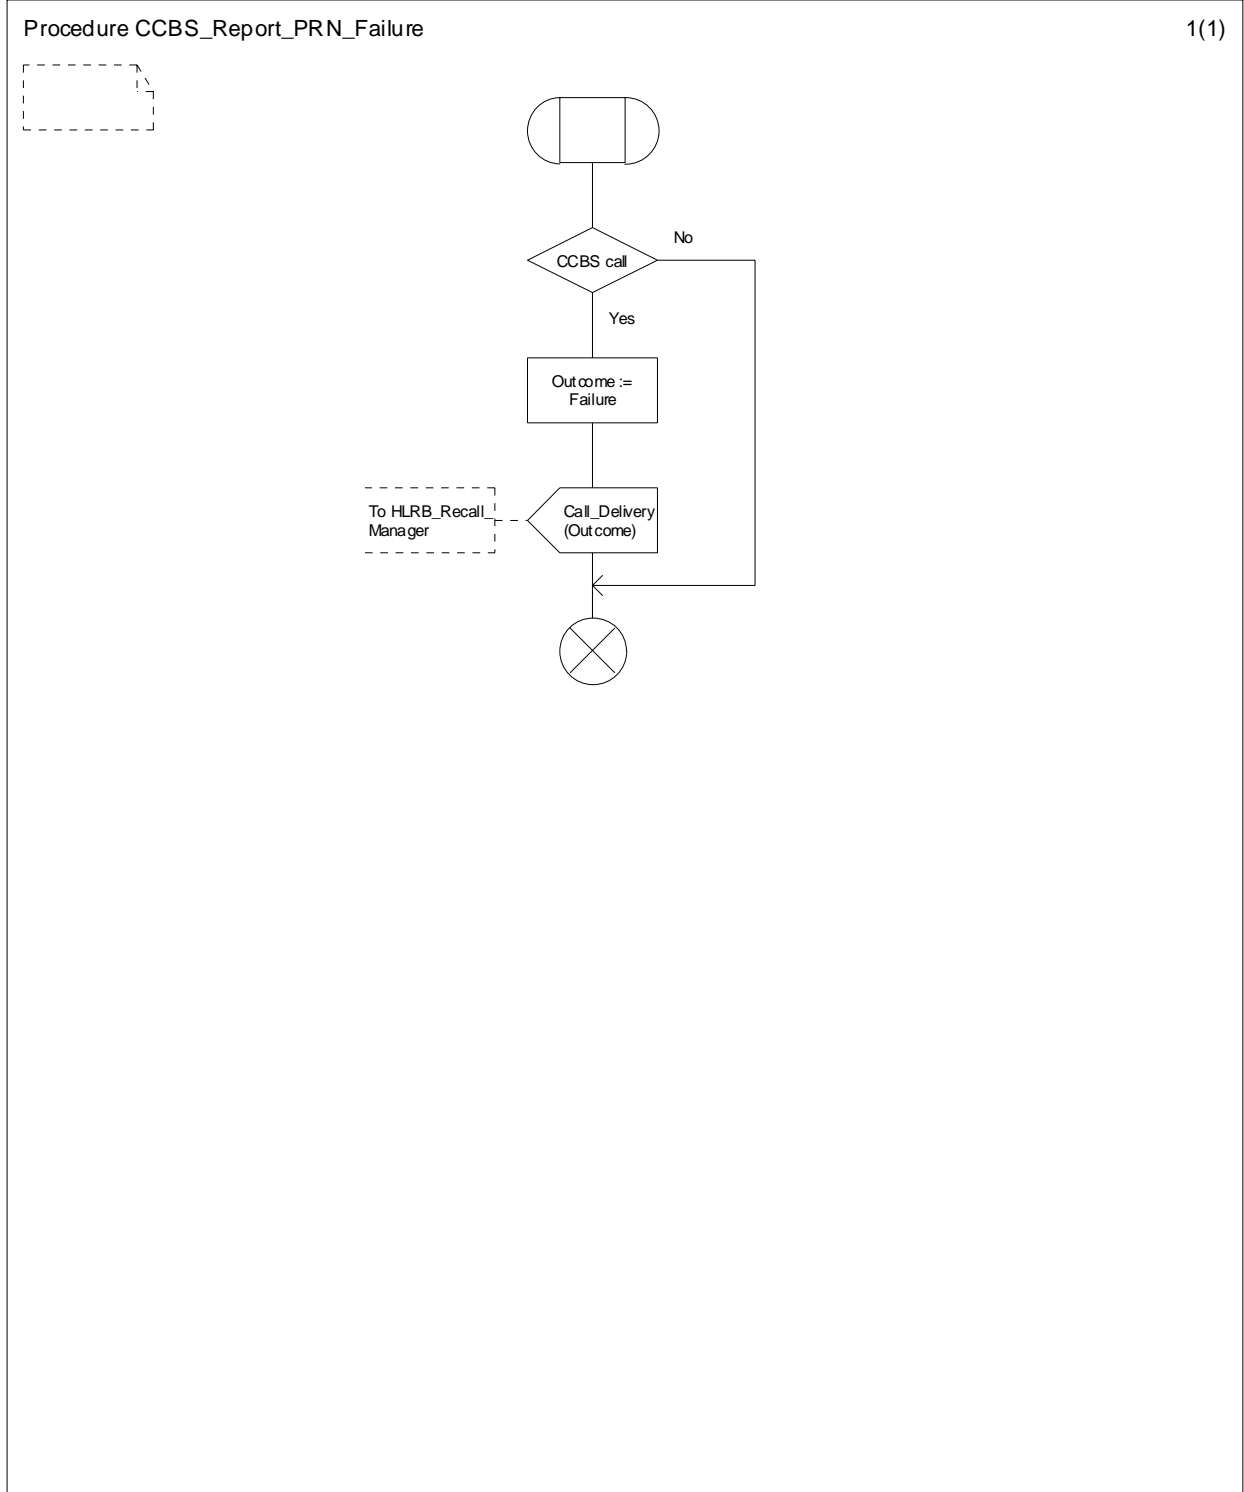 Procedure CCBS_Report_PRN_Failure
1(1)
No
CCBS call
Yes
Outcome :=
Failure
To HLRB_Recall_
Manager
Call_Delivery
(Outcome)